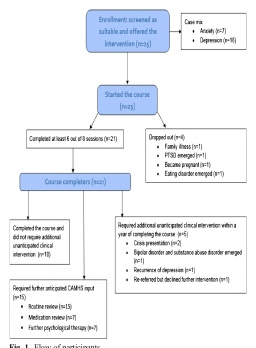 Enrollment: screened as
suitable and offered the
intervention (n=25)
Case mix
• Anxiety (n=7)
• Depression (n=18)
Started the course
(n=25)
Completed at least 6 out of 8 sessions (n=21)
Dropped out (n=4)
• Family illness (n=1)
• PTSD emerged (n=1)
• Became pregnant (n=1)
• Eating disorder emerged (n=1)
Course completers (n=21)
Completed the course and
did not require additional
unanticipated clinical
intervention (n=10)
Required additional unanticipated clinical intervention within a
year of completing the course (n=5)
• Crisis presentation (n=2)
• Bipolar disorder and substance abuse disorder emerged
(n=1)
• Recurrence of depression (n=1)
• Re-referred but declined further intervention (n=1)
Required further anticipated CAMHS input
(n=15)
• Routine review (n=15)
• Medication review (n=7)
• Further psychological therapy (n=7)
Fig. 1 Flow of participants